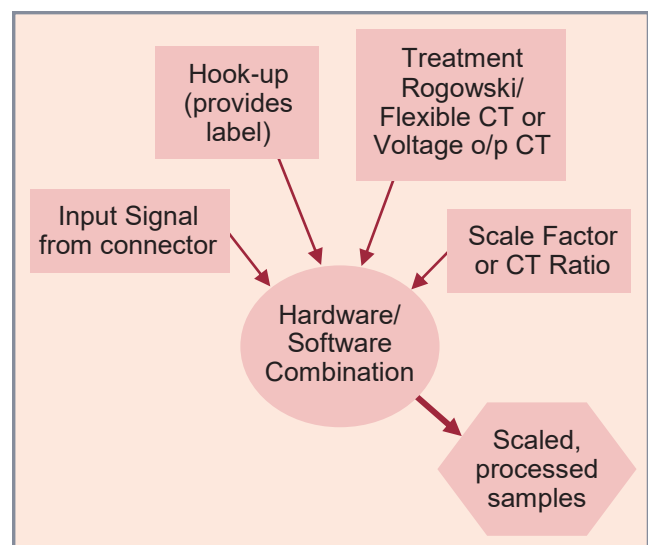 Hook-up
(provides
label)
Treatment
Rogowski/
Flexible CT or
Voltage o/p CT
Input Signal
from connector
Scale Factor
or CT Ratio
Hardware/
Software
Combination
Scaled,
processed
samples